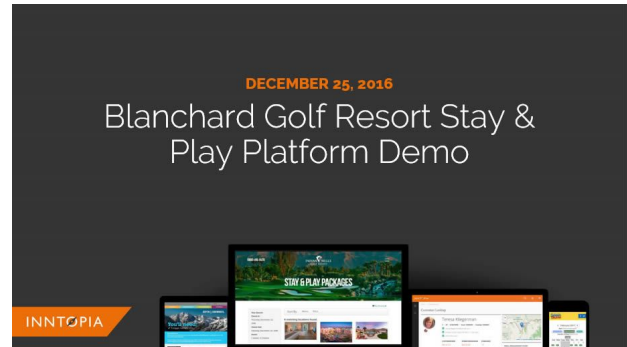 DECEMBER 25, 2016
Blanchard Golf Resort Stay &
Play Platform Demo
STAY & PLAY PACKAGES
INNTOPIA